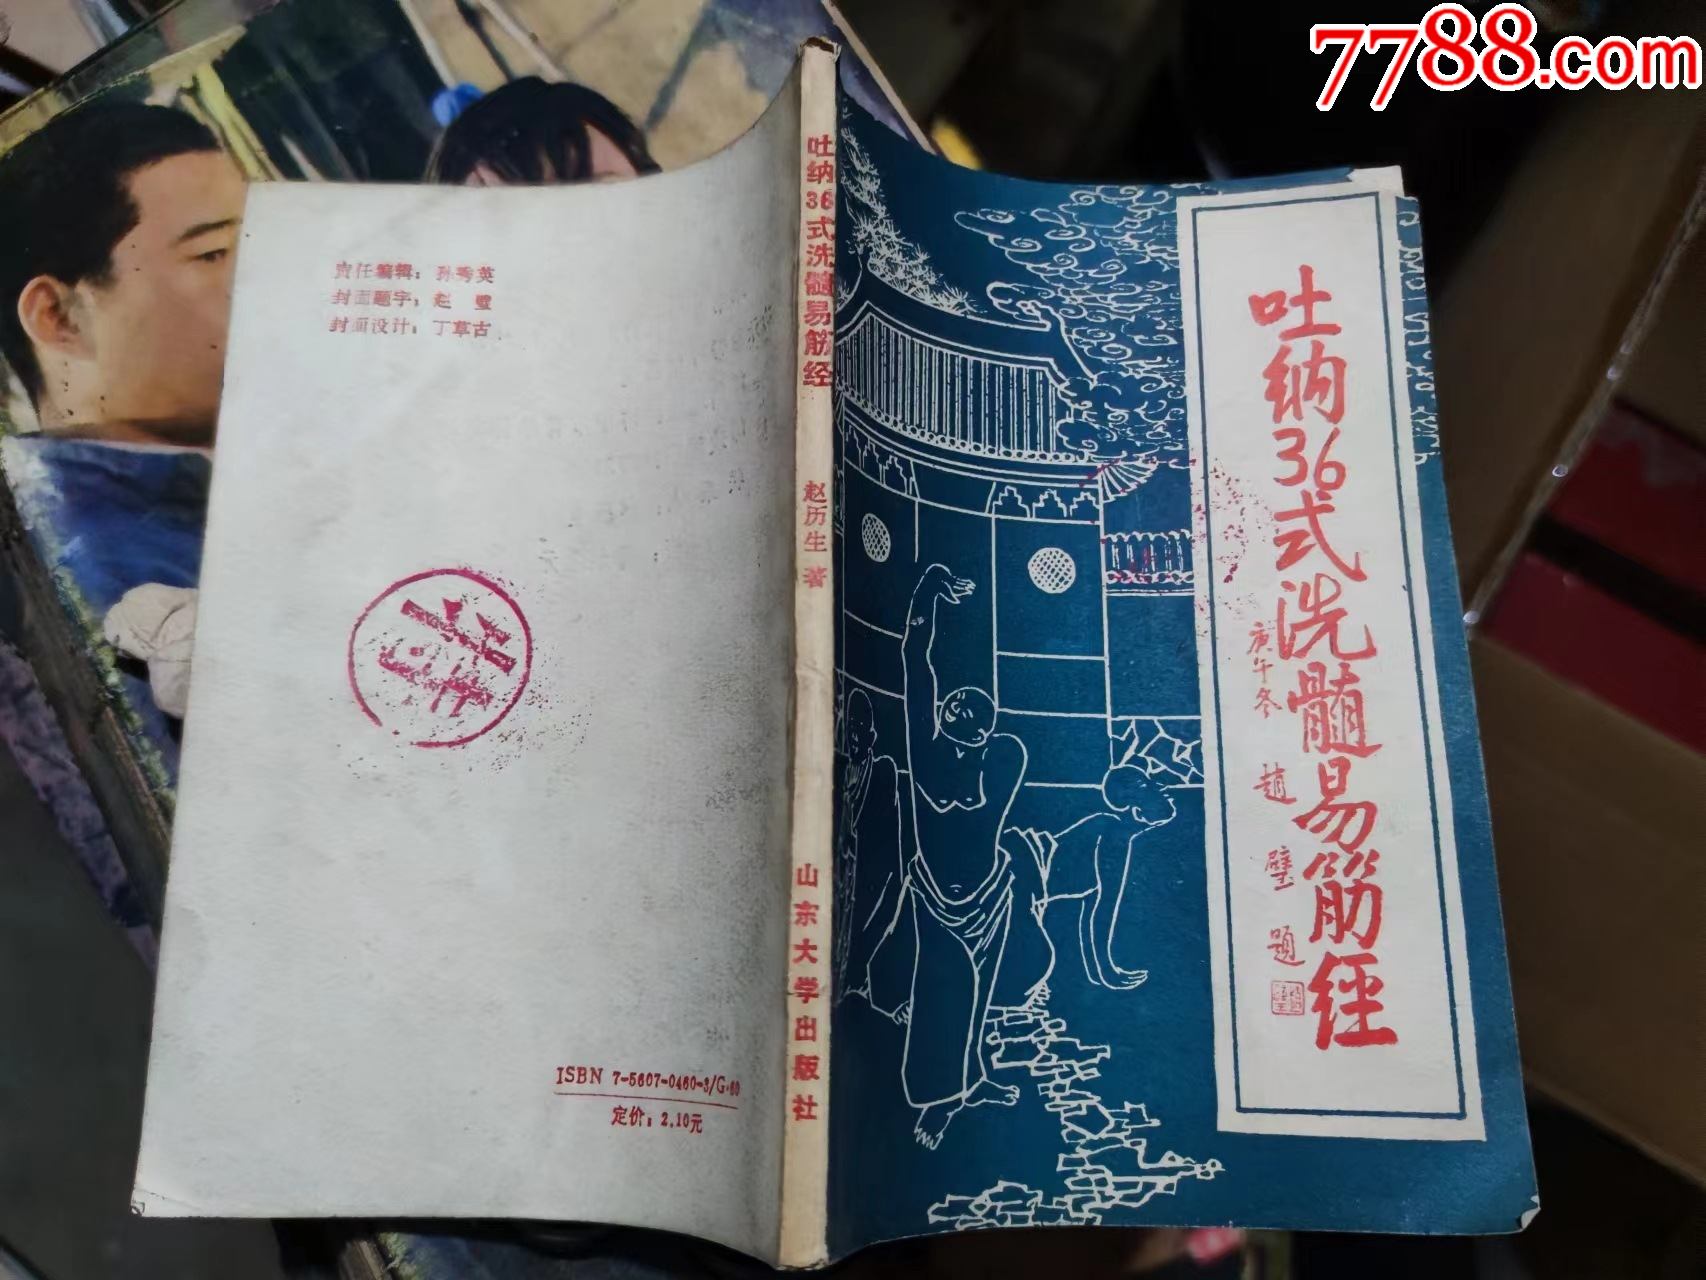 7788.com
吐纳36式洗髓易筋经
庚午冬 趙璧题
吐纳36式洗髓易筋经
赵历生 著
山东大学出版社
责任编辑：孙秀英
封面题字：赵 璧
封面设计：丁草古
ISBN 7-5607-0460-3/G·60
定价：2.10元